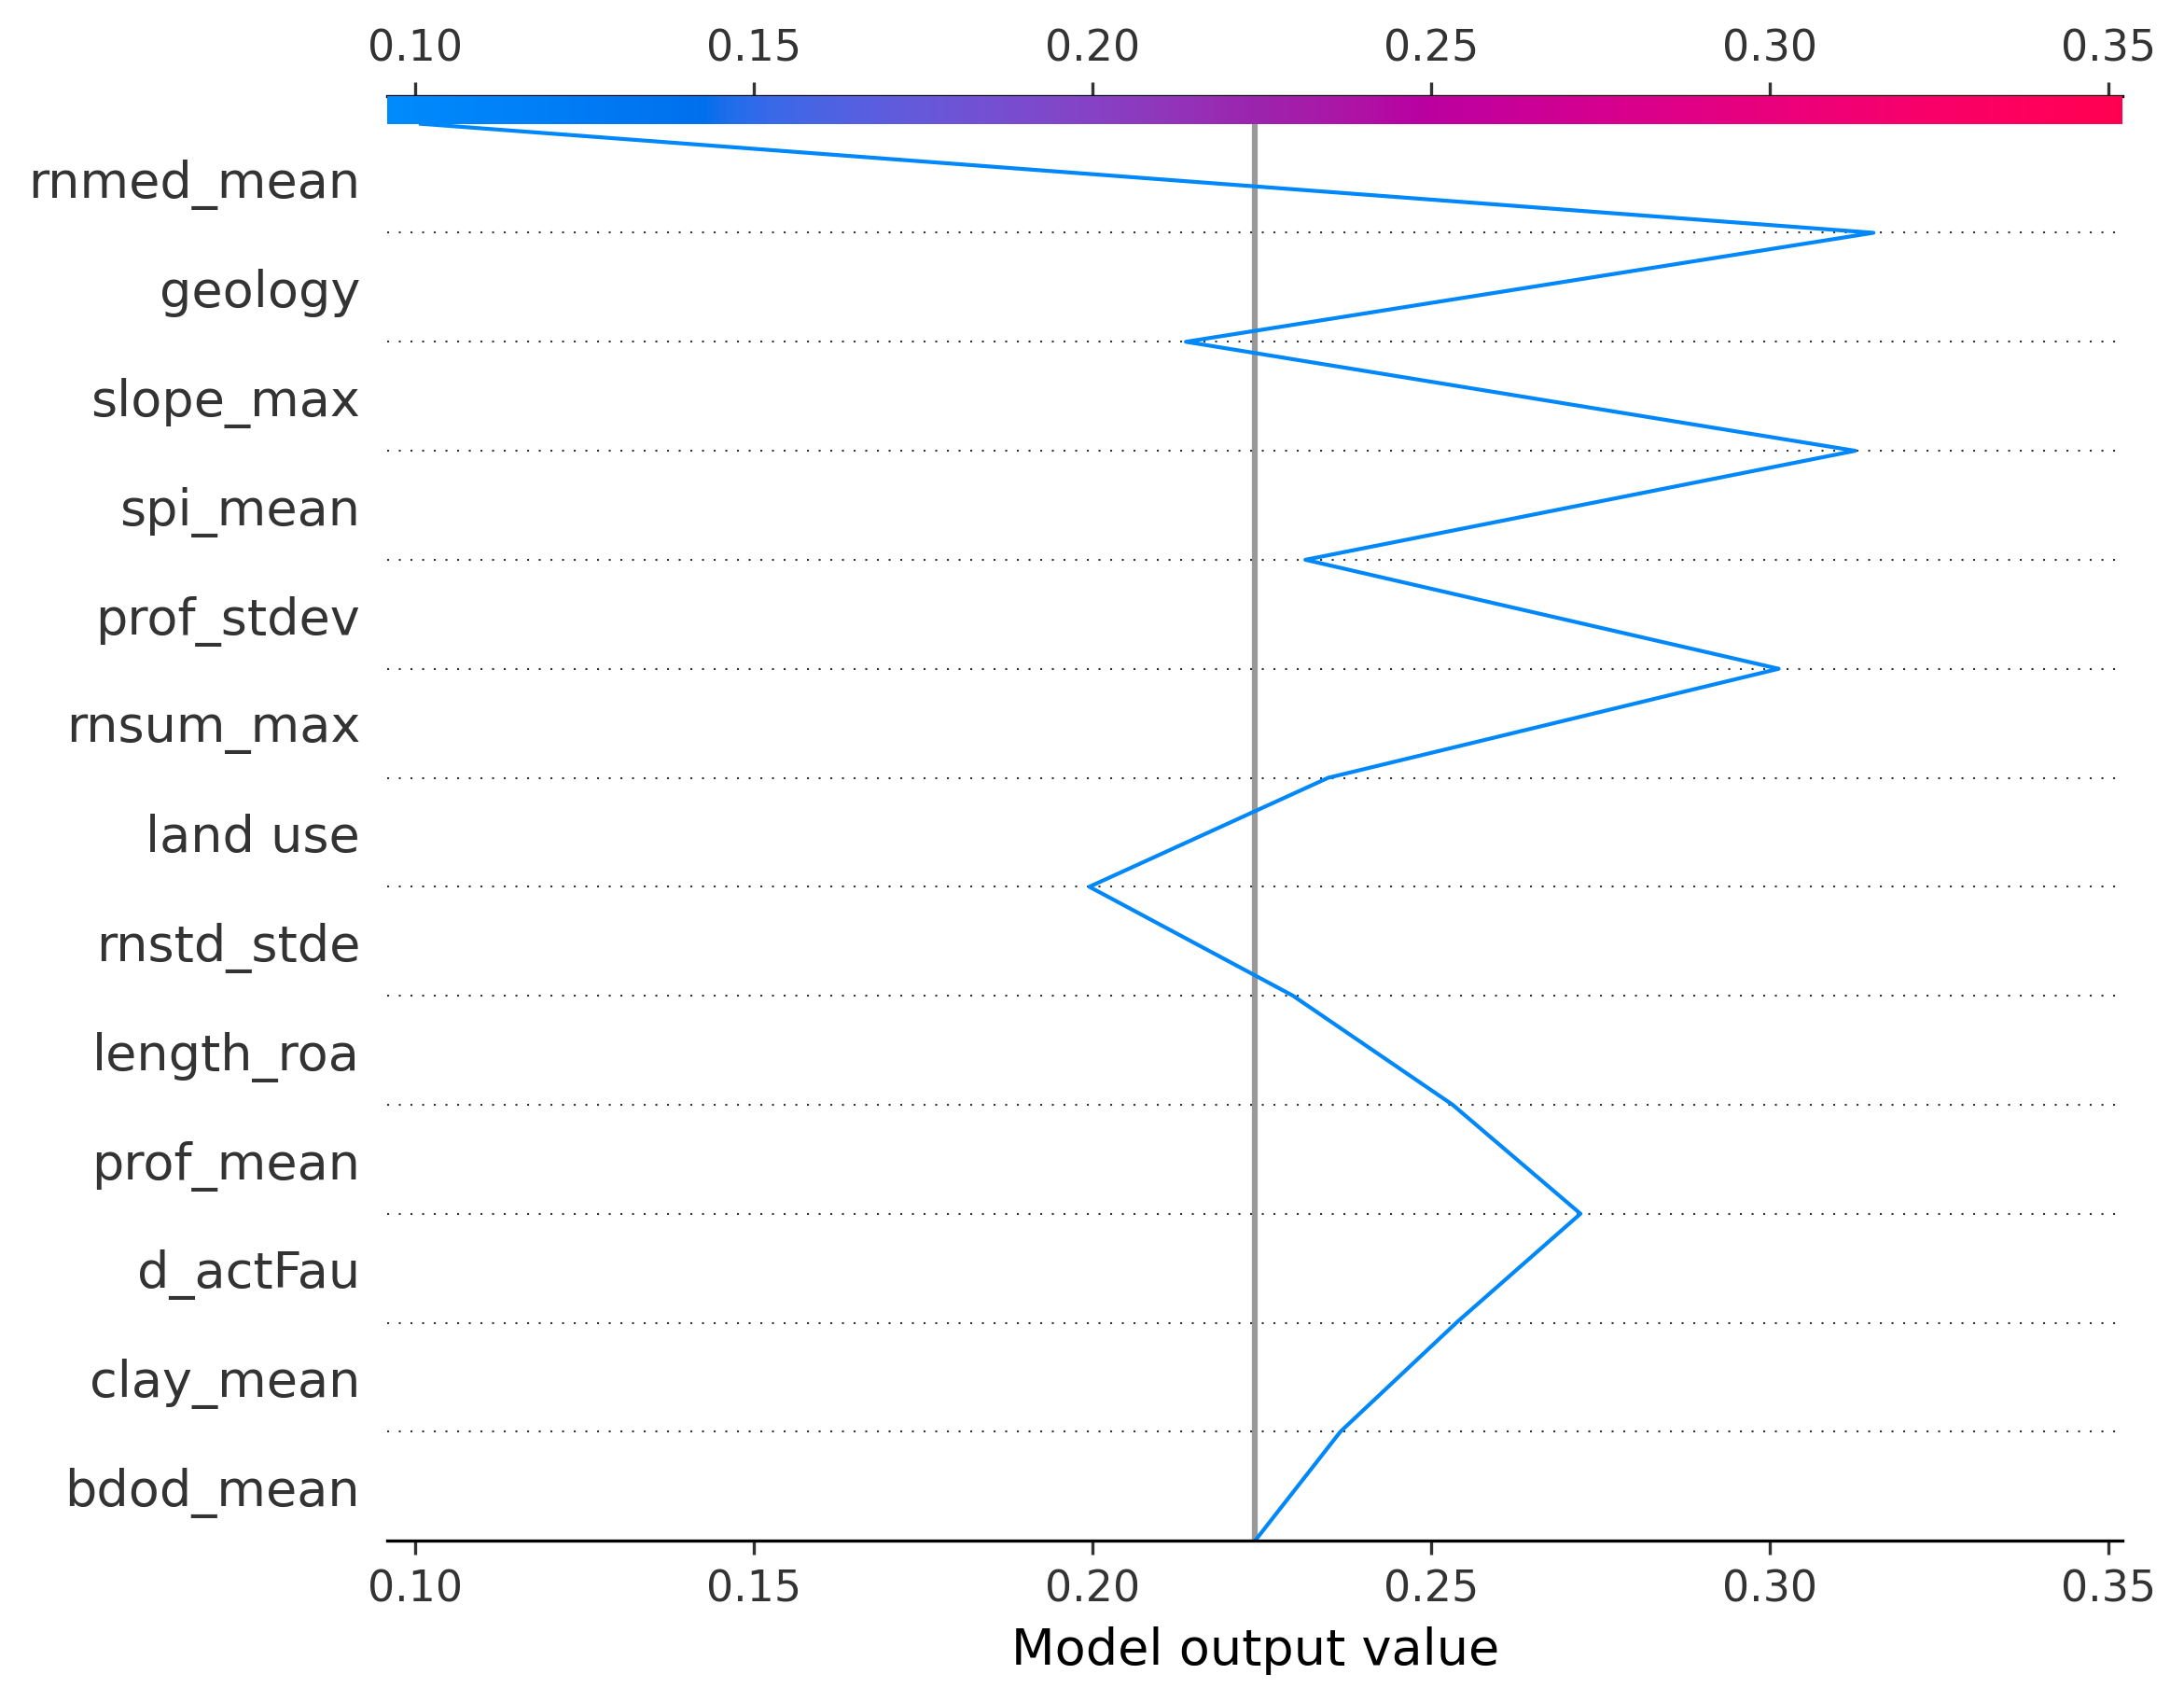 0.10 0.15 0.20 0.25 0.30 0.35
rnmed_mean
geology
slope_max
spi_mean
prof_stdev
rnsum_max
land use
rnstd_stde
length_roa
prof_mean
d_actFau
clay_mean
bdod_mean
0.10 0.15 0.20 0.25 0.30 0.35
Model output value